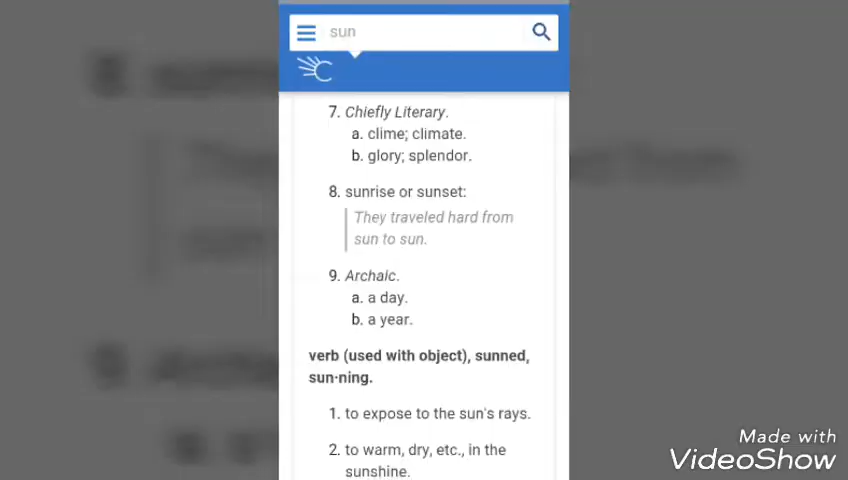 sun
7. Chiefly Literary.
a. clime; climate.
b. glory; splendor.
8. sunrise or sunset:
They traveled hard from
sun to sun.
9. Archaic.
a. a day.
b. a year.
verb (used with object), sunned,
sun·ning.
1. to expose to the sun's rays.
2. to warm, dry, etc., in the
sunshine.
Made with
VideoShow